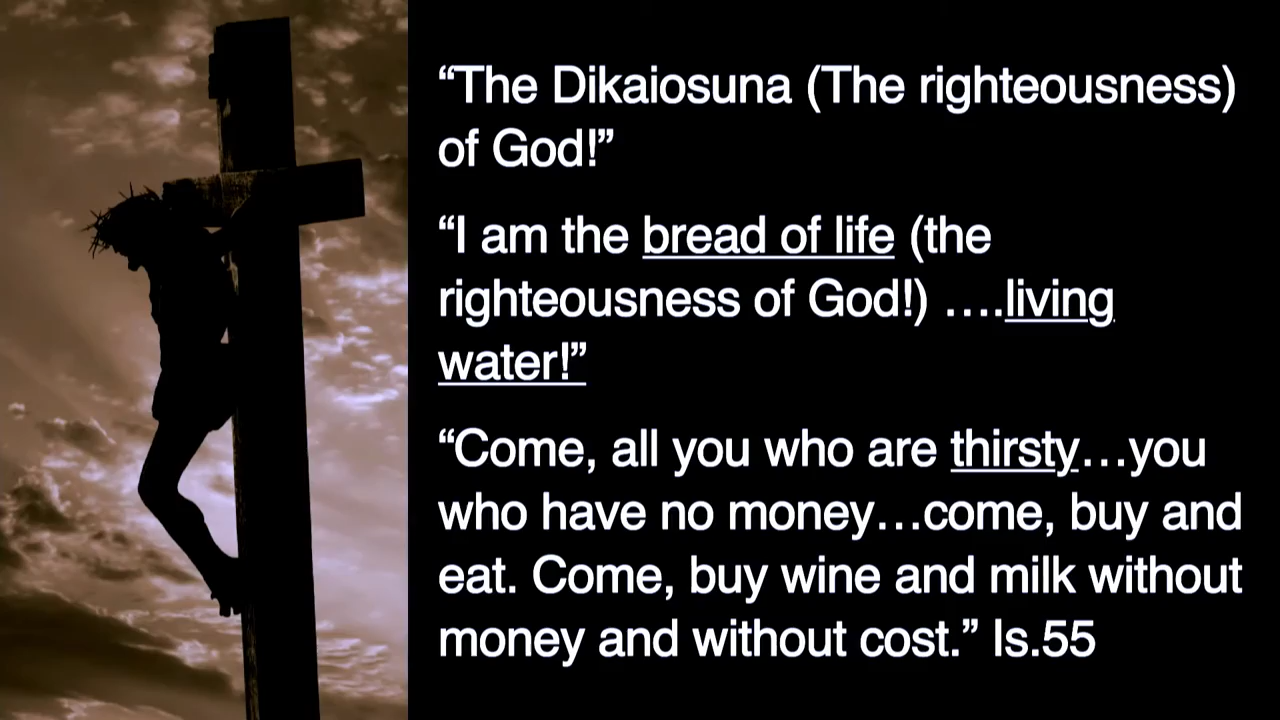 “The Dikaiosuna (The righteousness)
of God!”
“I am the bread of life (the
righteousness of God!) ….living
water!”
“Come, all you who are thirsty…you
who have no money…come, buy and
eat. Come, buy wine and milk without
money and without cost.” Is.55